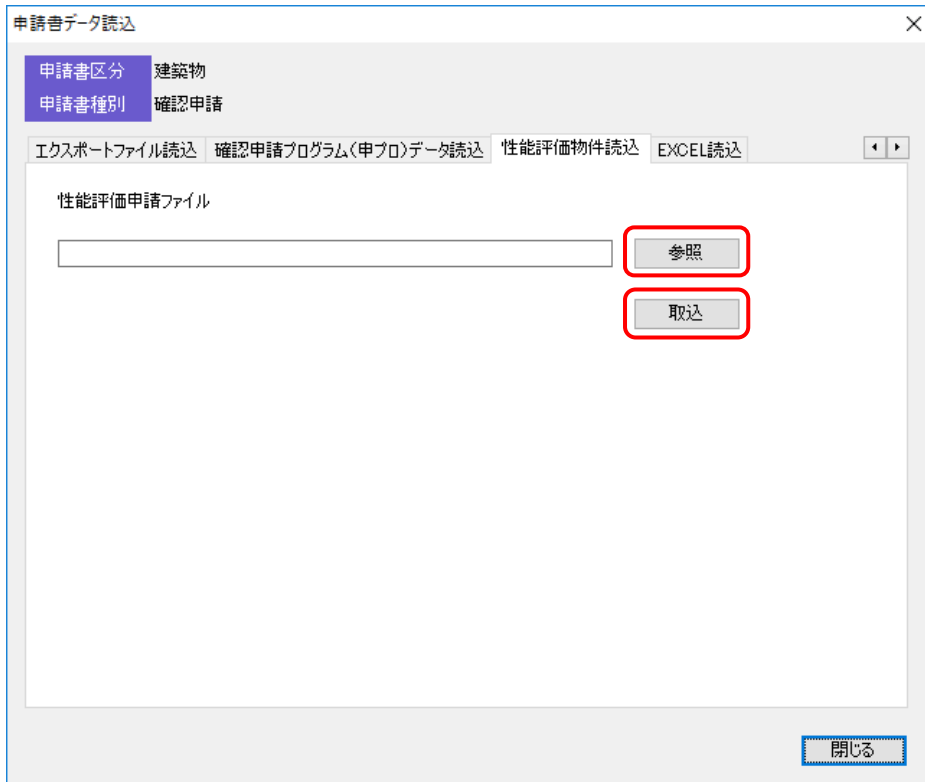 申請書データ読込
申請書区分 建築物
申請書種別 確認申請
エクスポートファイル読込 確認申請プログラム(申プロ)データ読込 性能評価物件読込 EXCEL読込
性能評価申請ファイル
参照
取込
閉じる